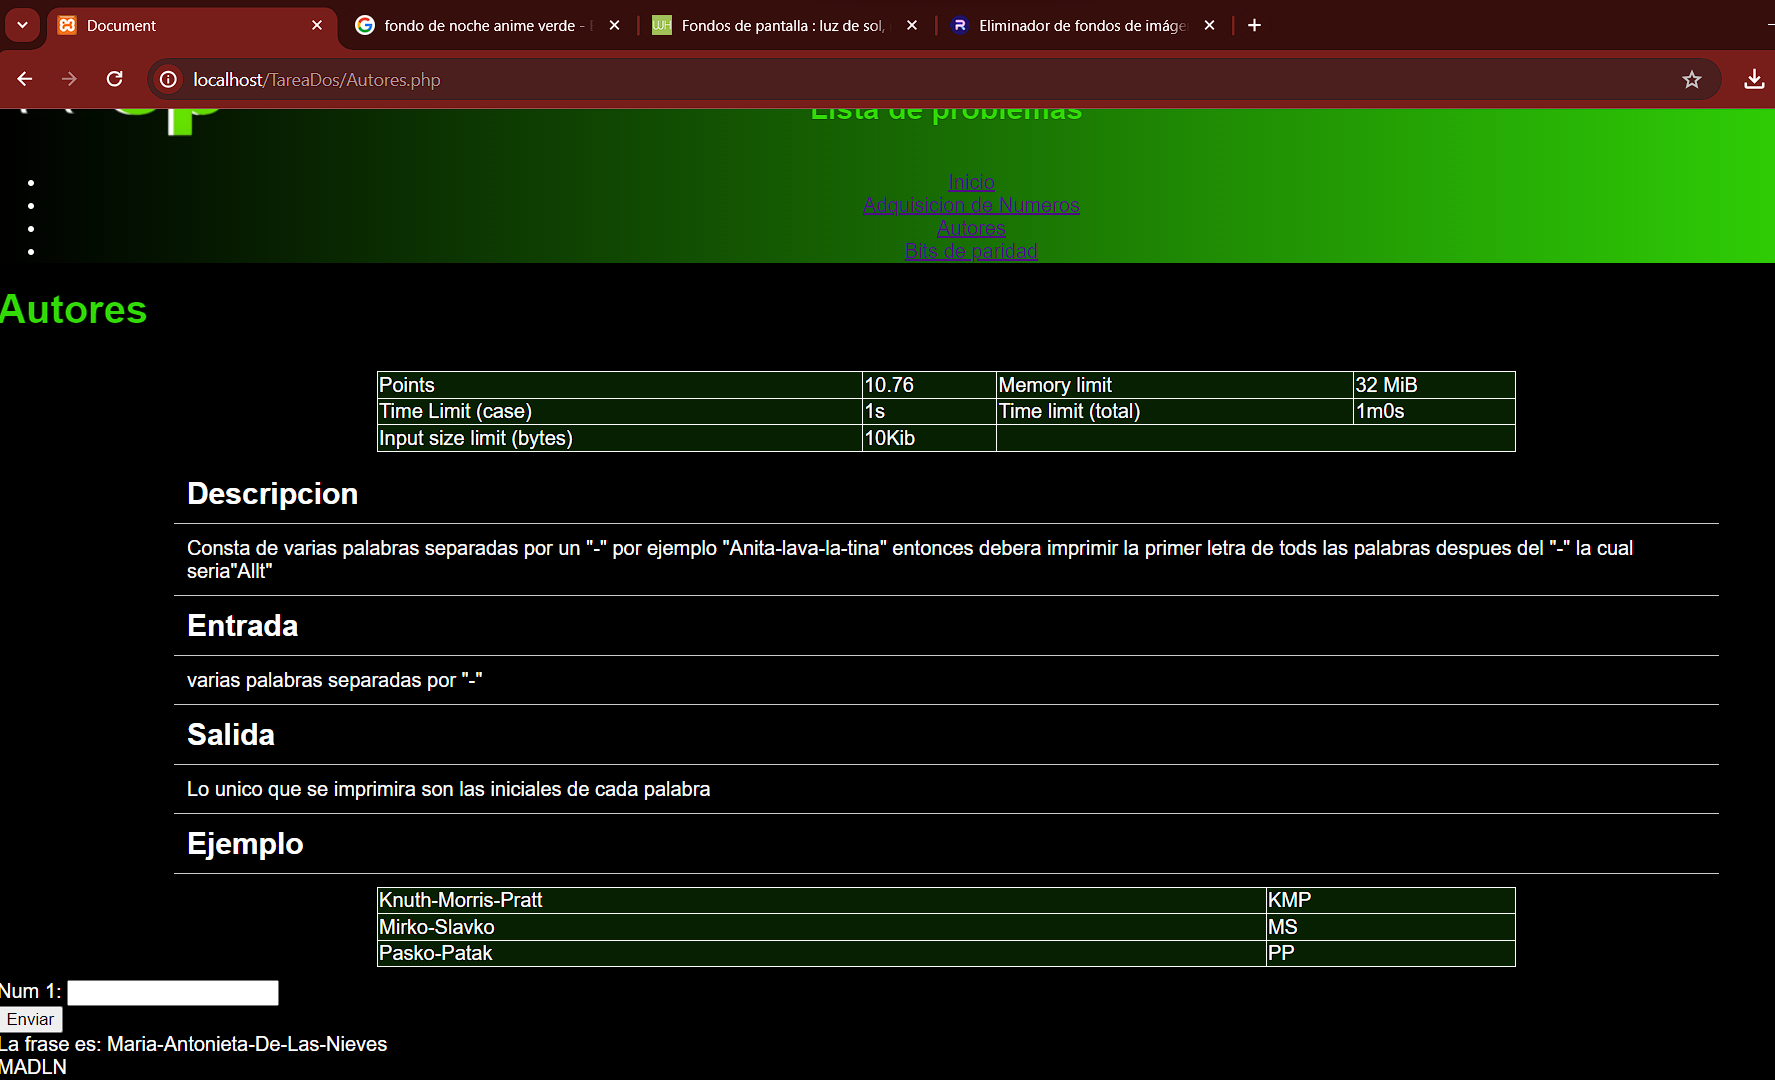 Document
fondo de noche anime verde -
Fondos de pantalla : luz de sol,
Eliminador de fondos de imáge
localhost/TareaDos/Autores.php
Lista de problemas
Inicio
Adquisicion de Numeros
Autores
Bits de paridad
Autores
Points 10.76 Memory limit 32 MiB
Time Limit (case) 1s Time limit (total) 1m0s
Input size limit (bytes) 10Kib
Descripcion
Consta de varias palabras separadas por un "-" por ejemplo "Anita-lava-la-tina" entonces debera imprimir la primer letra de tods las palabras despues del "-" la cual
seria"Allt"
Entrada
varias palabras separadas por "-"
Salida
Lo unico que se imprimira son las iniciales de cada palabra
Ejemplo
Knuth-Morris-Pratt KMP
Mirko-Slavko MS
Pasko-Patak PP
Num 1:
Enviar
La frase es: Maria-Antonieta-De-Las-Nieves
MADLN